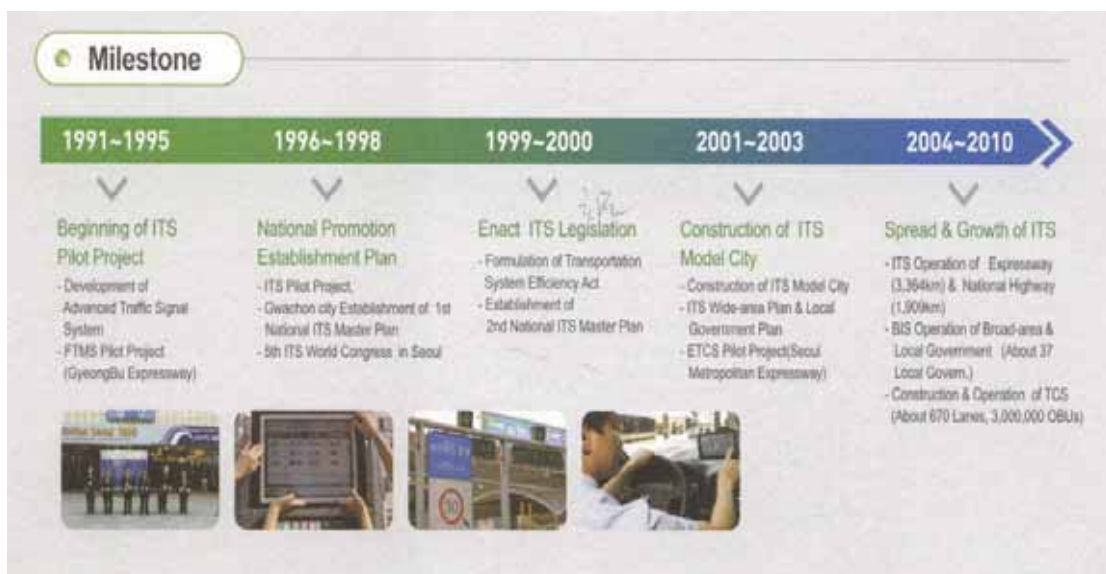 Milestone
1991~1995
1996~1998
1999~2000
2001~2003
2004~2010
Beginning of ITS
Pilot Project
- Development of
Advanced Traffic Signal
System
- FTMS Pilot Project
(GyeongBu Expressway)
National Promotion
Establishment Plan
- ITS Pilot Project,
- Gwachon city Establishment of 1st
National ITS Master Plan
- 5th ITS World Congress in Seoul
Enact ITS Legislation
- Formulation of Transportation
System Efficiency Act
- Establishment of
2nd National ITS Master Plan
Construction of ITS
Model City
- Construction of ITS Model City
- ITS Wide-area Plan & Local
Government Plan
- ETCS Pilot Project(Seoul
Metropolitan Expressway)
Spread & Growth of ITS
- ITS Operation of Expressway
(3,364km) & National Highway
(1,909km)
- BIS Operation of Broad-area &
Local Government (About 37
Local Govern.)
- Construction & Operation of TCS
(About 670 Lanes, 3,000,000 OBUs)